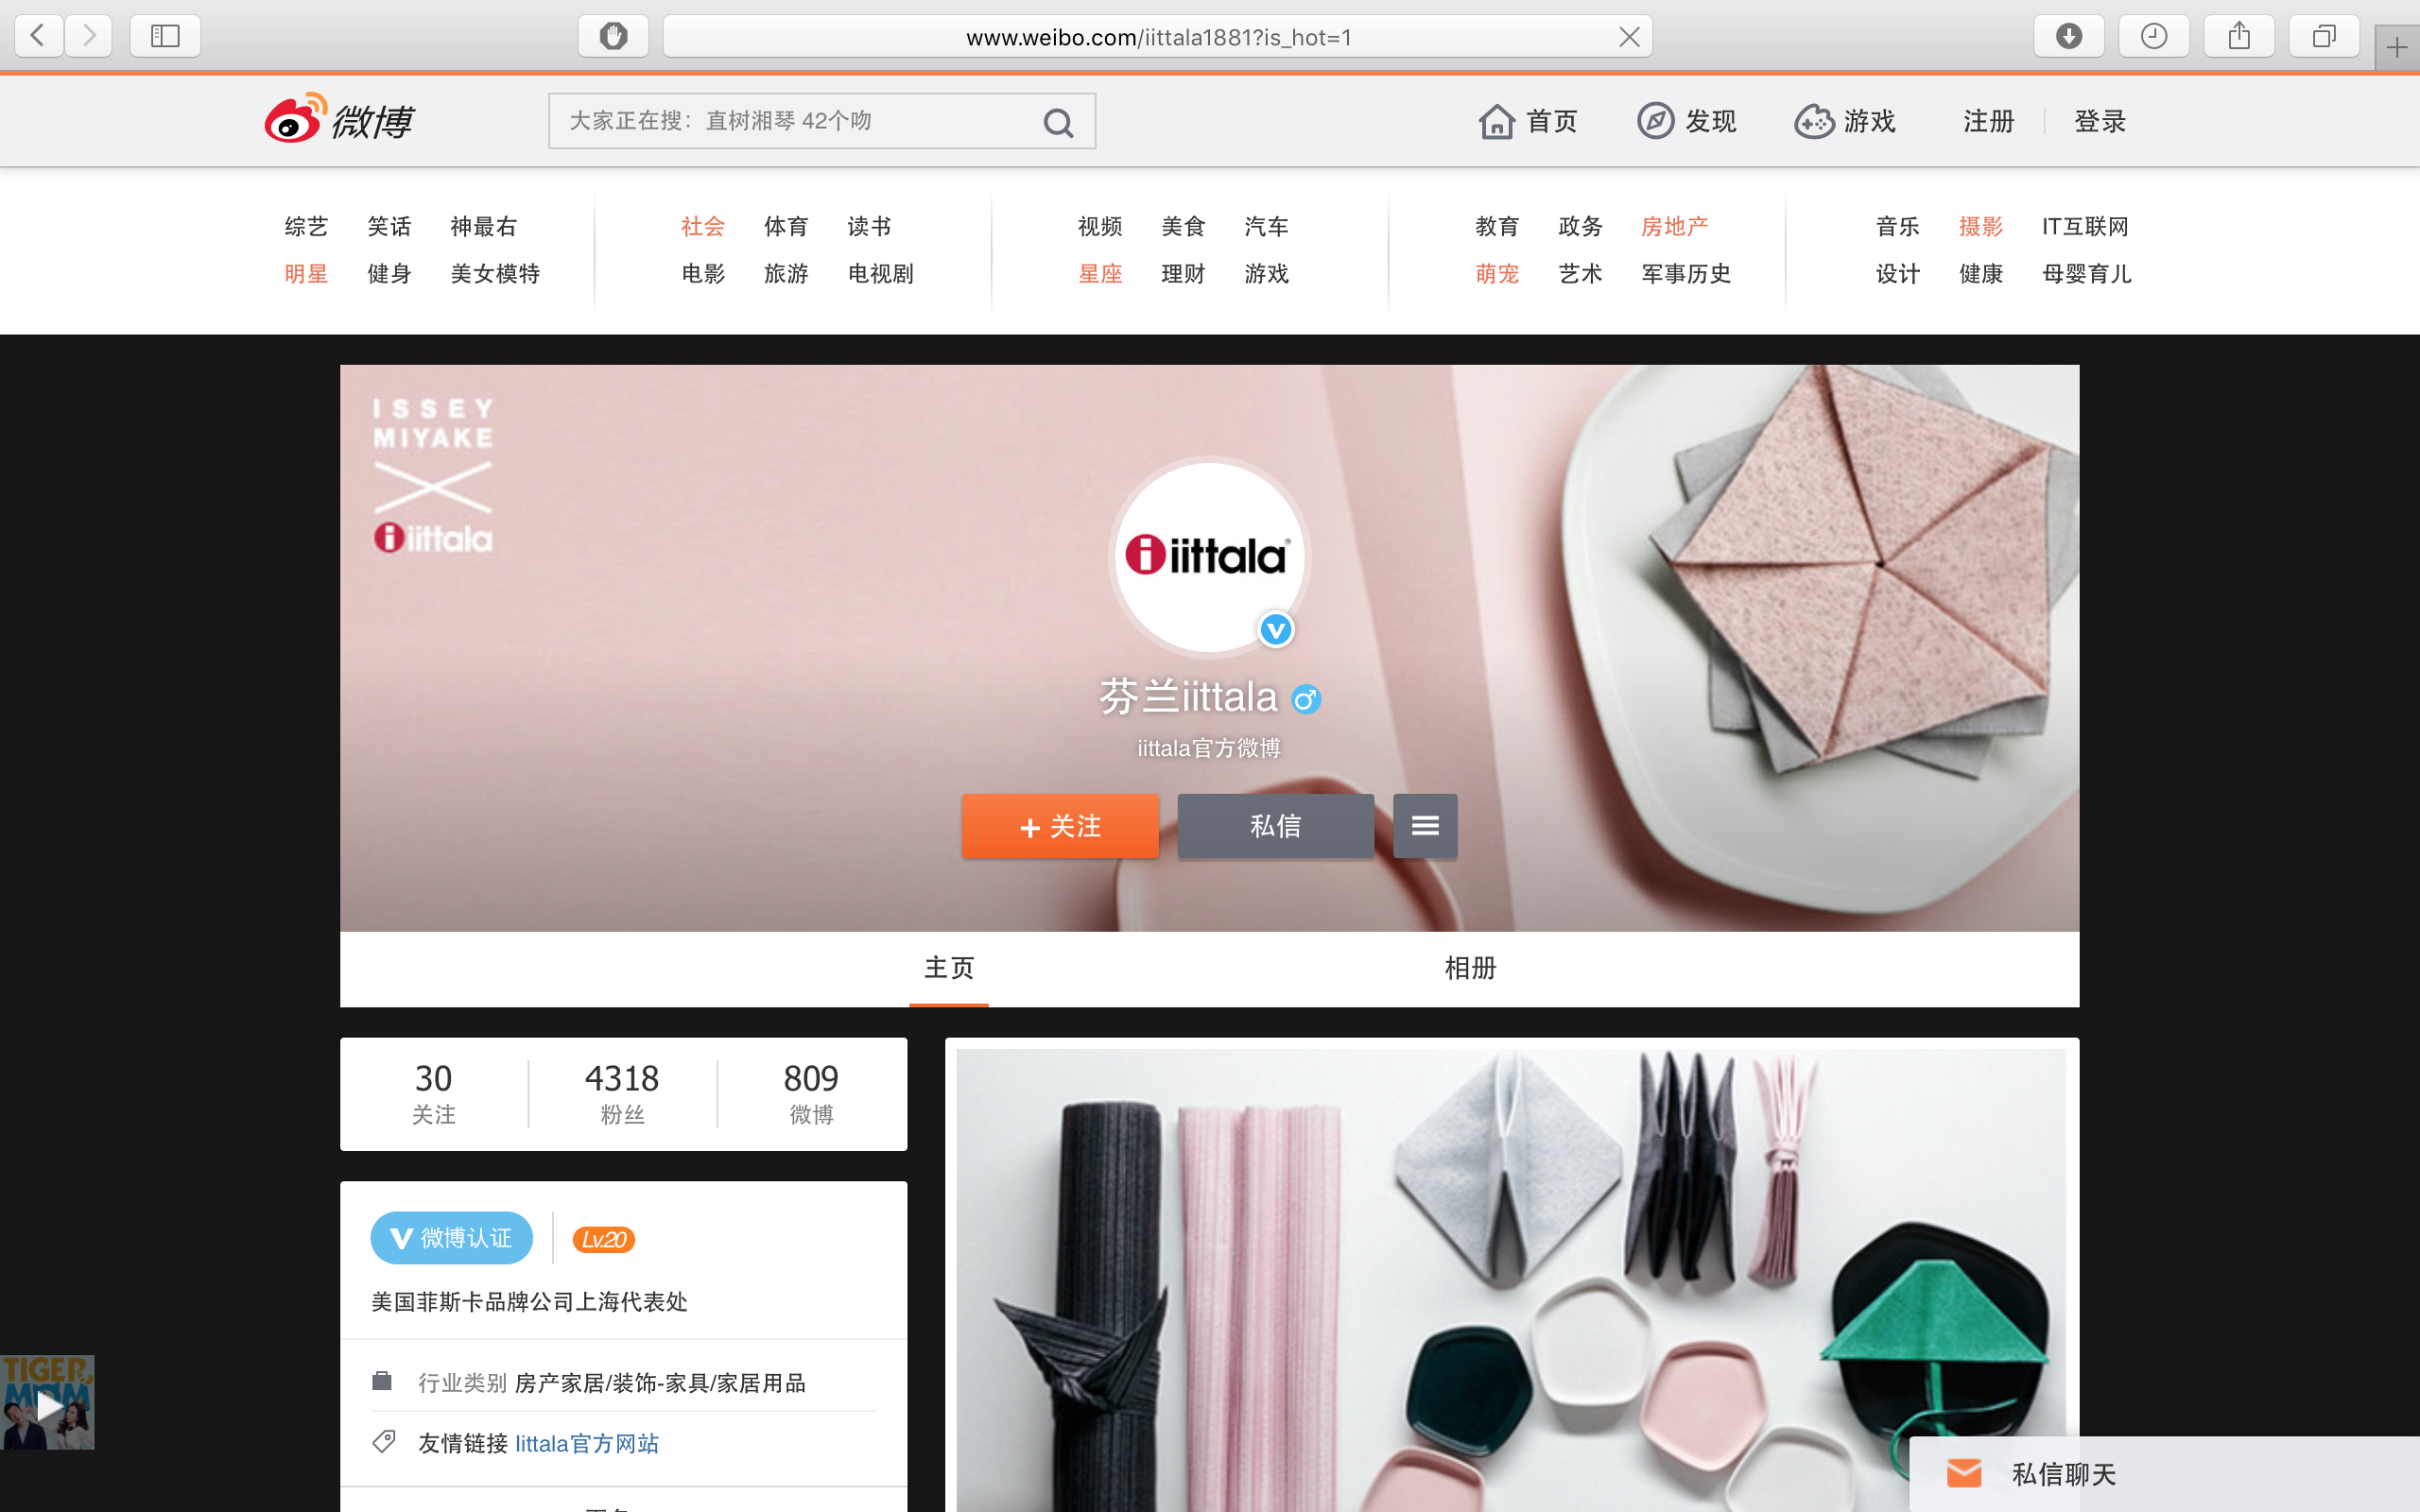 www.weibo.com/iittala1881?is_hot=1
微博
大家正在搜：直树湘琴 42个吻
首页
发现
游戏
注册
登录
综艺 笑话 神最右
明星 健身 美女模特
社会 体育 读书
电影 旅游 电视剧
视频 美食 汽车
星座 理财 游戏
教育 政务 房地产
萌宠 艺术 军事历史
音乐 摄影 IT互联网
设计 健康 母婴育儿
ISSEY
MIYAKE
iittala
iittala
芬兰iittala
iittala官方微博
+ 关注
私信
主页
相册
30
关注
4318
粉丝
809
微博
V 微博认证
Lv.20
美国菲斯卡品牌公司上海代表处
行业类别 房产家居/装饰-家具/家居用品
友情链接 Iittala官方网站
TIGER
MOM
私信聊天